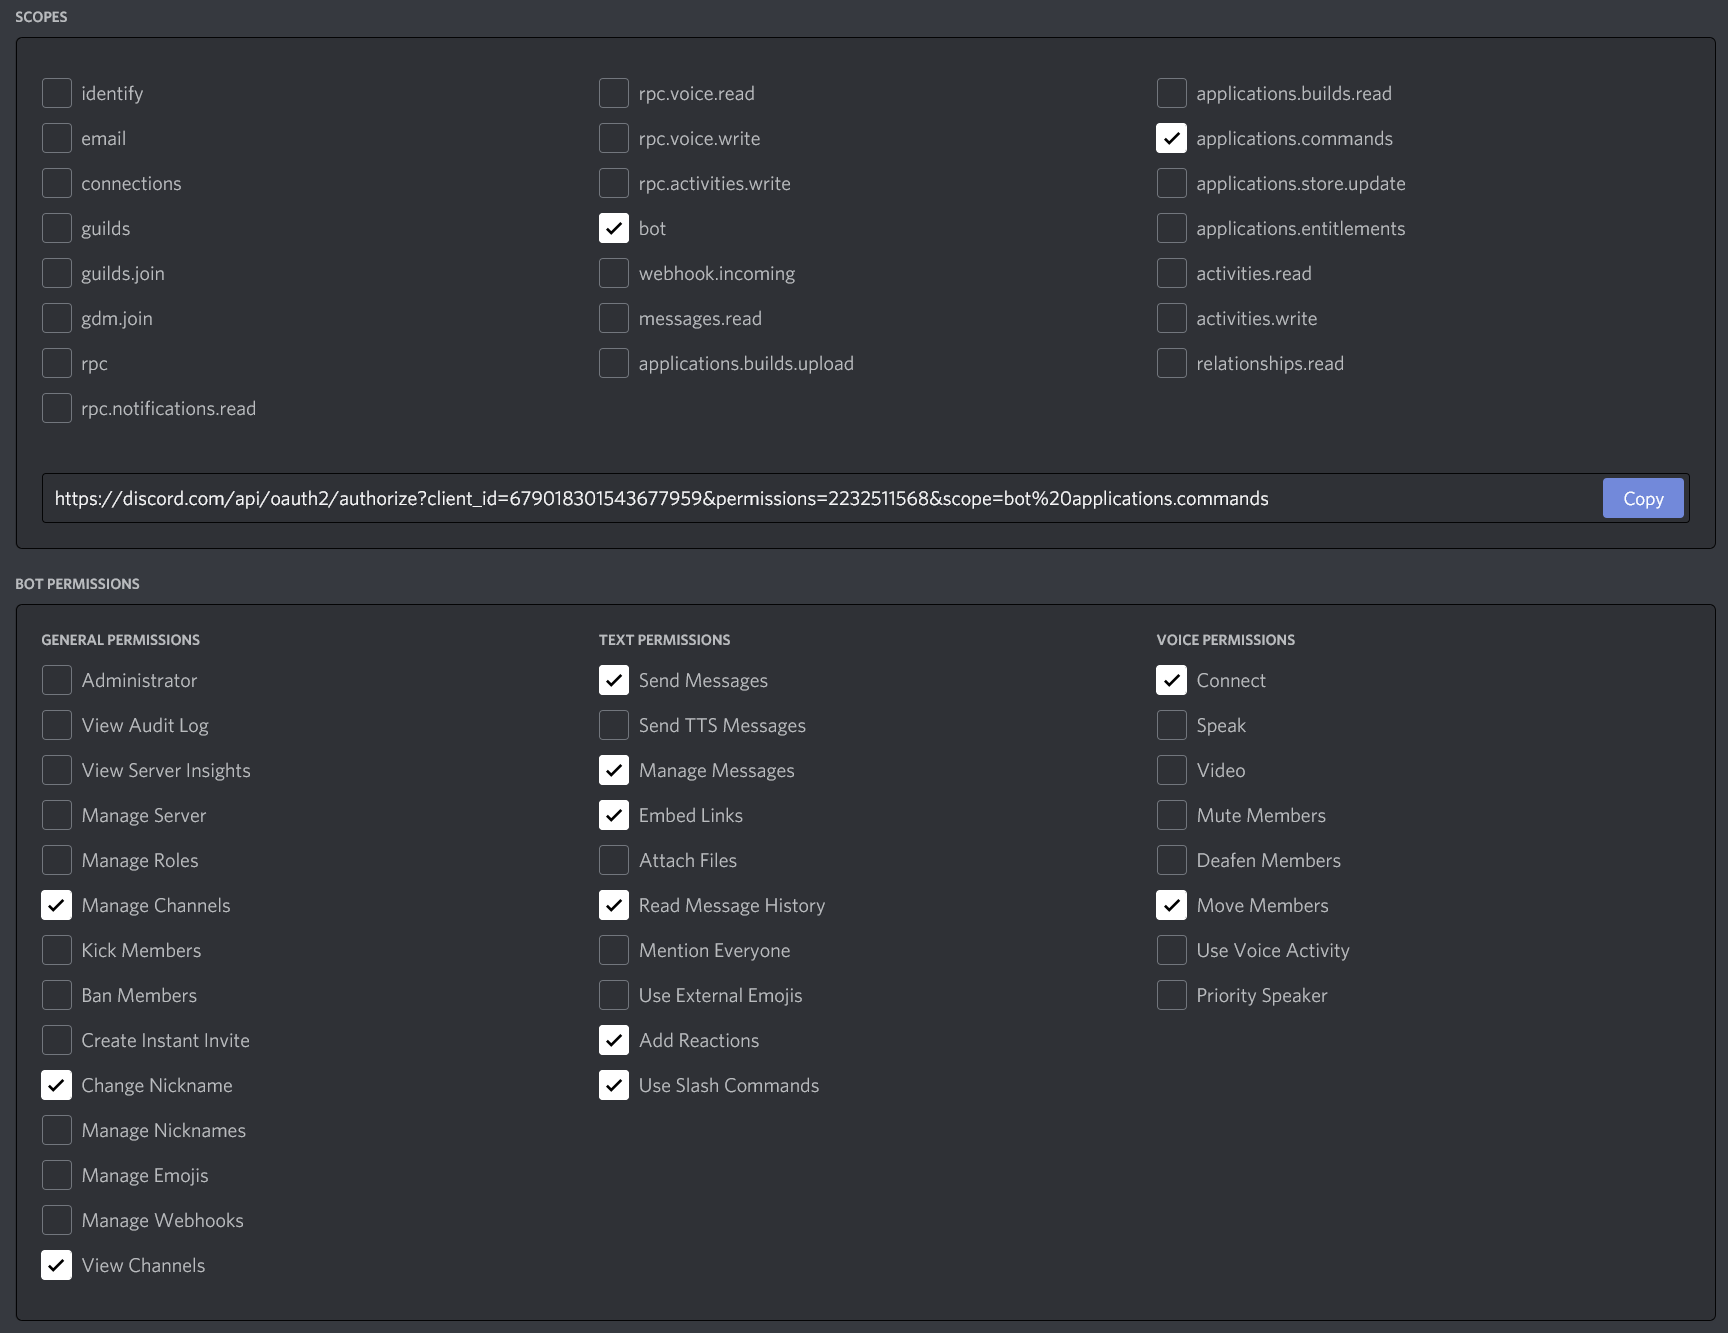 SCOPES
identify
email
connections
guilds
guilds.join
gdm.join
rpc
rpc.notifications.read
rpc.voice.read
rpc.voice.write
rpc.activities.write
bot
webhook.incoming
messages.read
applications.builds.upload
applications.builds.read
applications.commands
applications.store.update
applications.entitlements
activities.read
activities.write
relationships.read
https://discord.com/api/oauth2/authorize?client_id=679018301543677959&permissions=2232511568&scope=bot%20applications.commands
Copy
BOT PERMISSIONS
GENERAL PERMISSIONS
Administrator
View Audit Log
View Server Insights
Manage Server
Manage Roles
Manage Channels
Kick Members
Ban Members
Create Instant Invite
Change Nickname
Manage Nicknames
Manage Emojis
Manage Webhooks
View Channels
TEXT PERMISSIONS
Send Messages
Send TTS Messages
Manage Messages
Embed Links
Attach Files
Read Message History
Mention Everyone
Use External Emojis
Add Reactions
Use Slash Commands
VOICE PERMISSIONS
Connect
Speak
Video
Mute Members
Deafen Members
Move Members
Use Voice Activity
Priority Speaker